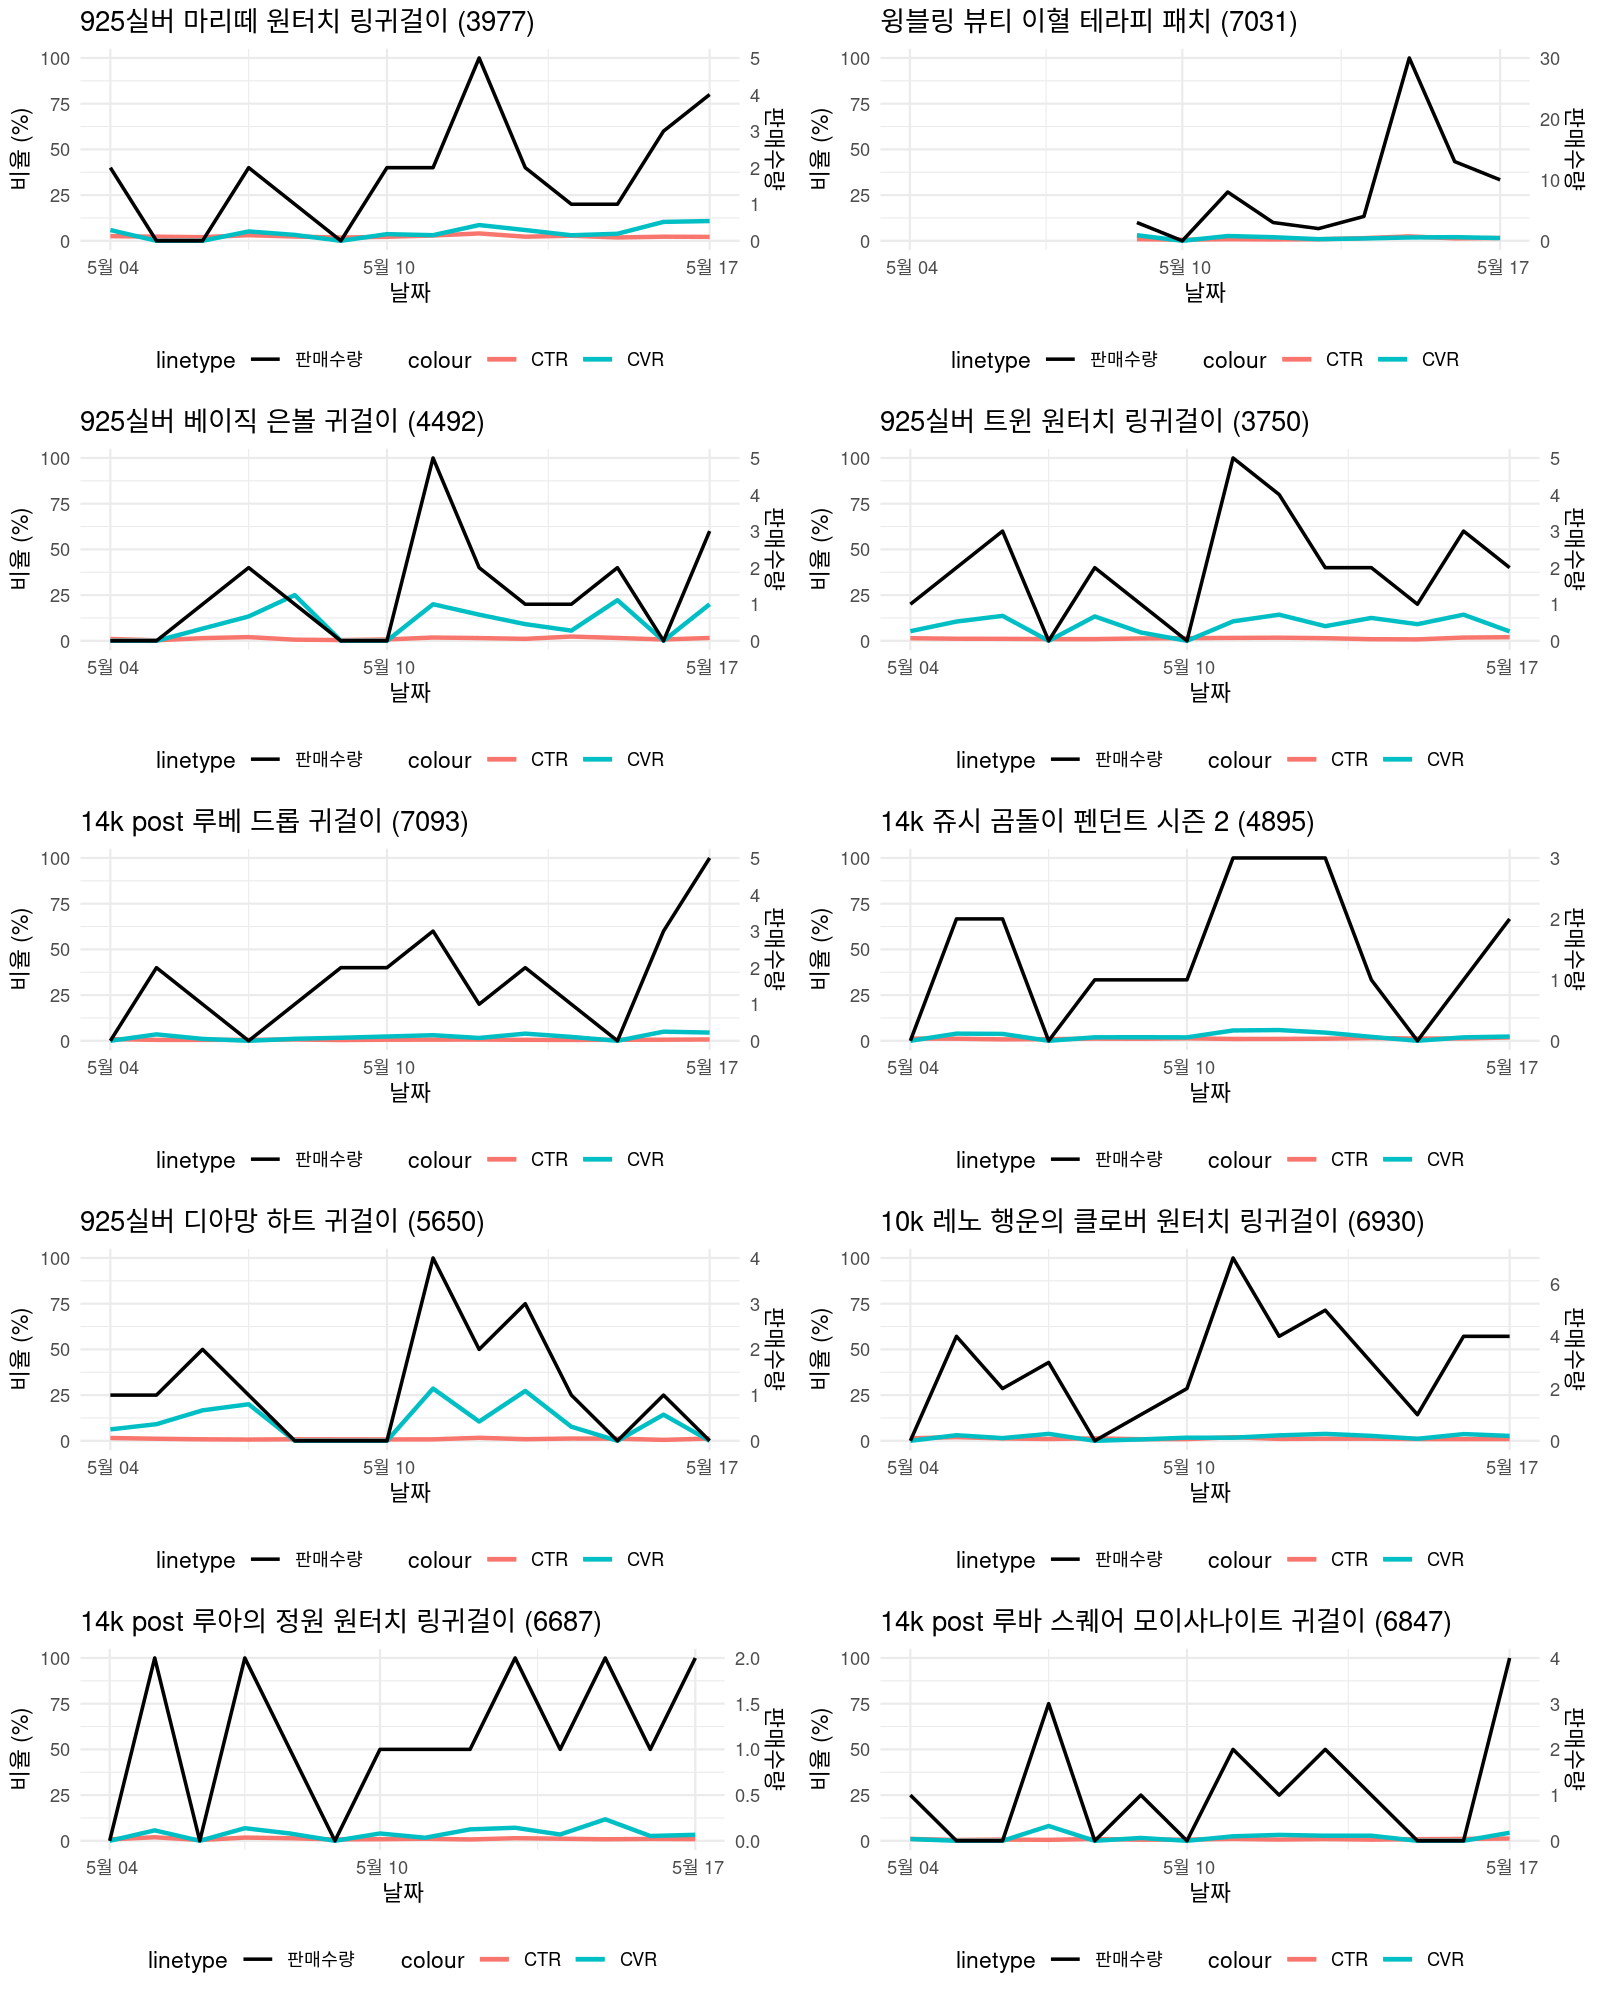 925실버 마리떼 원터치 링귀걸이 (3977)
비율 (%)
100
75
50
25
0
5
4
3
2
1
0
판매수량
5월 04
5월 10
5월 17
날짜
linetype 판매수량 colour CTR CVR
윙블링 뷰티 이혈 테라피 패치 (7031)
비율 (%)
100
75
50
25
0
30
20
10
0
판매수량
5월 04
5월 10
5월 17
날짜
linetype 판매수량 colour CTR CVR
925실버 베이직 은볼 귀걸이 (4492)
비율 (%)
100
75
50
25
0
5
4
3
2
1
0
판매수량
5월 04
5월 10
5월 17
날짜
linetype 판매수량 colour CTR CVR
925실버 트윈 원터치 링귀걸이 (3750)
비율 (%)
100
75
50
25
0
5
4
3
2
1
0
판매수량
5월 04
5월 10
5월 17
날짜
linetype 판매수량 colour CTR CVR
14k post 루베 드롭 귀걸이 (7093)
비율 (%)
100
75
50
25
0
5
4
3
2
1
0
판매수량
5월 04
5월 10
5월 17
날짜
linetype 판매수량 colour CTR CVR
14k 쥬시 곰돌이 펜던트 시즌 2 (4895)
비율 (%)
100
75
50
25
0
3
2
1
0
판매수량
5월 04
5월 10
5월 17
날짜
linetype 판매수량 colour CTR CVR
925실버 디아망 하트 귀걸이 (5650)
비율 (%)
100
75
50
25
0
4
3
2
1
0
판매수량
5월 04
5월 10
5월 17
날짜
linetype 판매수량 colour CTR CVR
10k 레노 행운의 클로버 원터치 링귀걸이 (6930)
비율 (%)
100
75
50
25
0
6
4
2
0
판매수량
5월 04
5월 10
5월 17
날짜
linetype 판매수량 colour CTR CVR
14k post 루아의 정원 원터치 링귀걸이 (6687)
비율 (%)
100
75
50
25
0
2.0
1.5
1.0
0.5
0.0
판매수량
5월 04
5월 10
5월 17
날짜
linetype 판매수량 colour CTR CVR
14k post 루바 스퀘어 모이사나이트 귀걸이 (6847)
비율 (%)
100
75
50
25
0
4
3
2
1
0
판매수량
5월 04
5월 10
5월 17
날짜
linetype 판매수량 colour CTR CVR